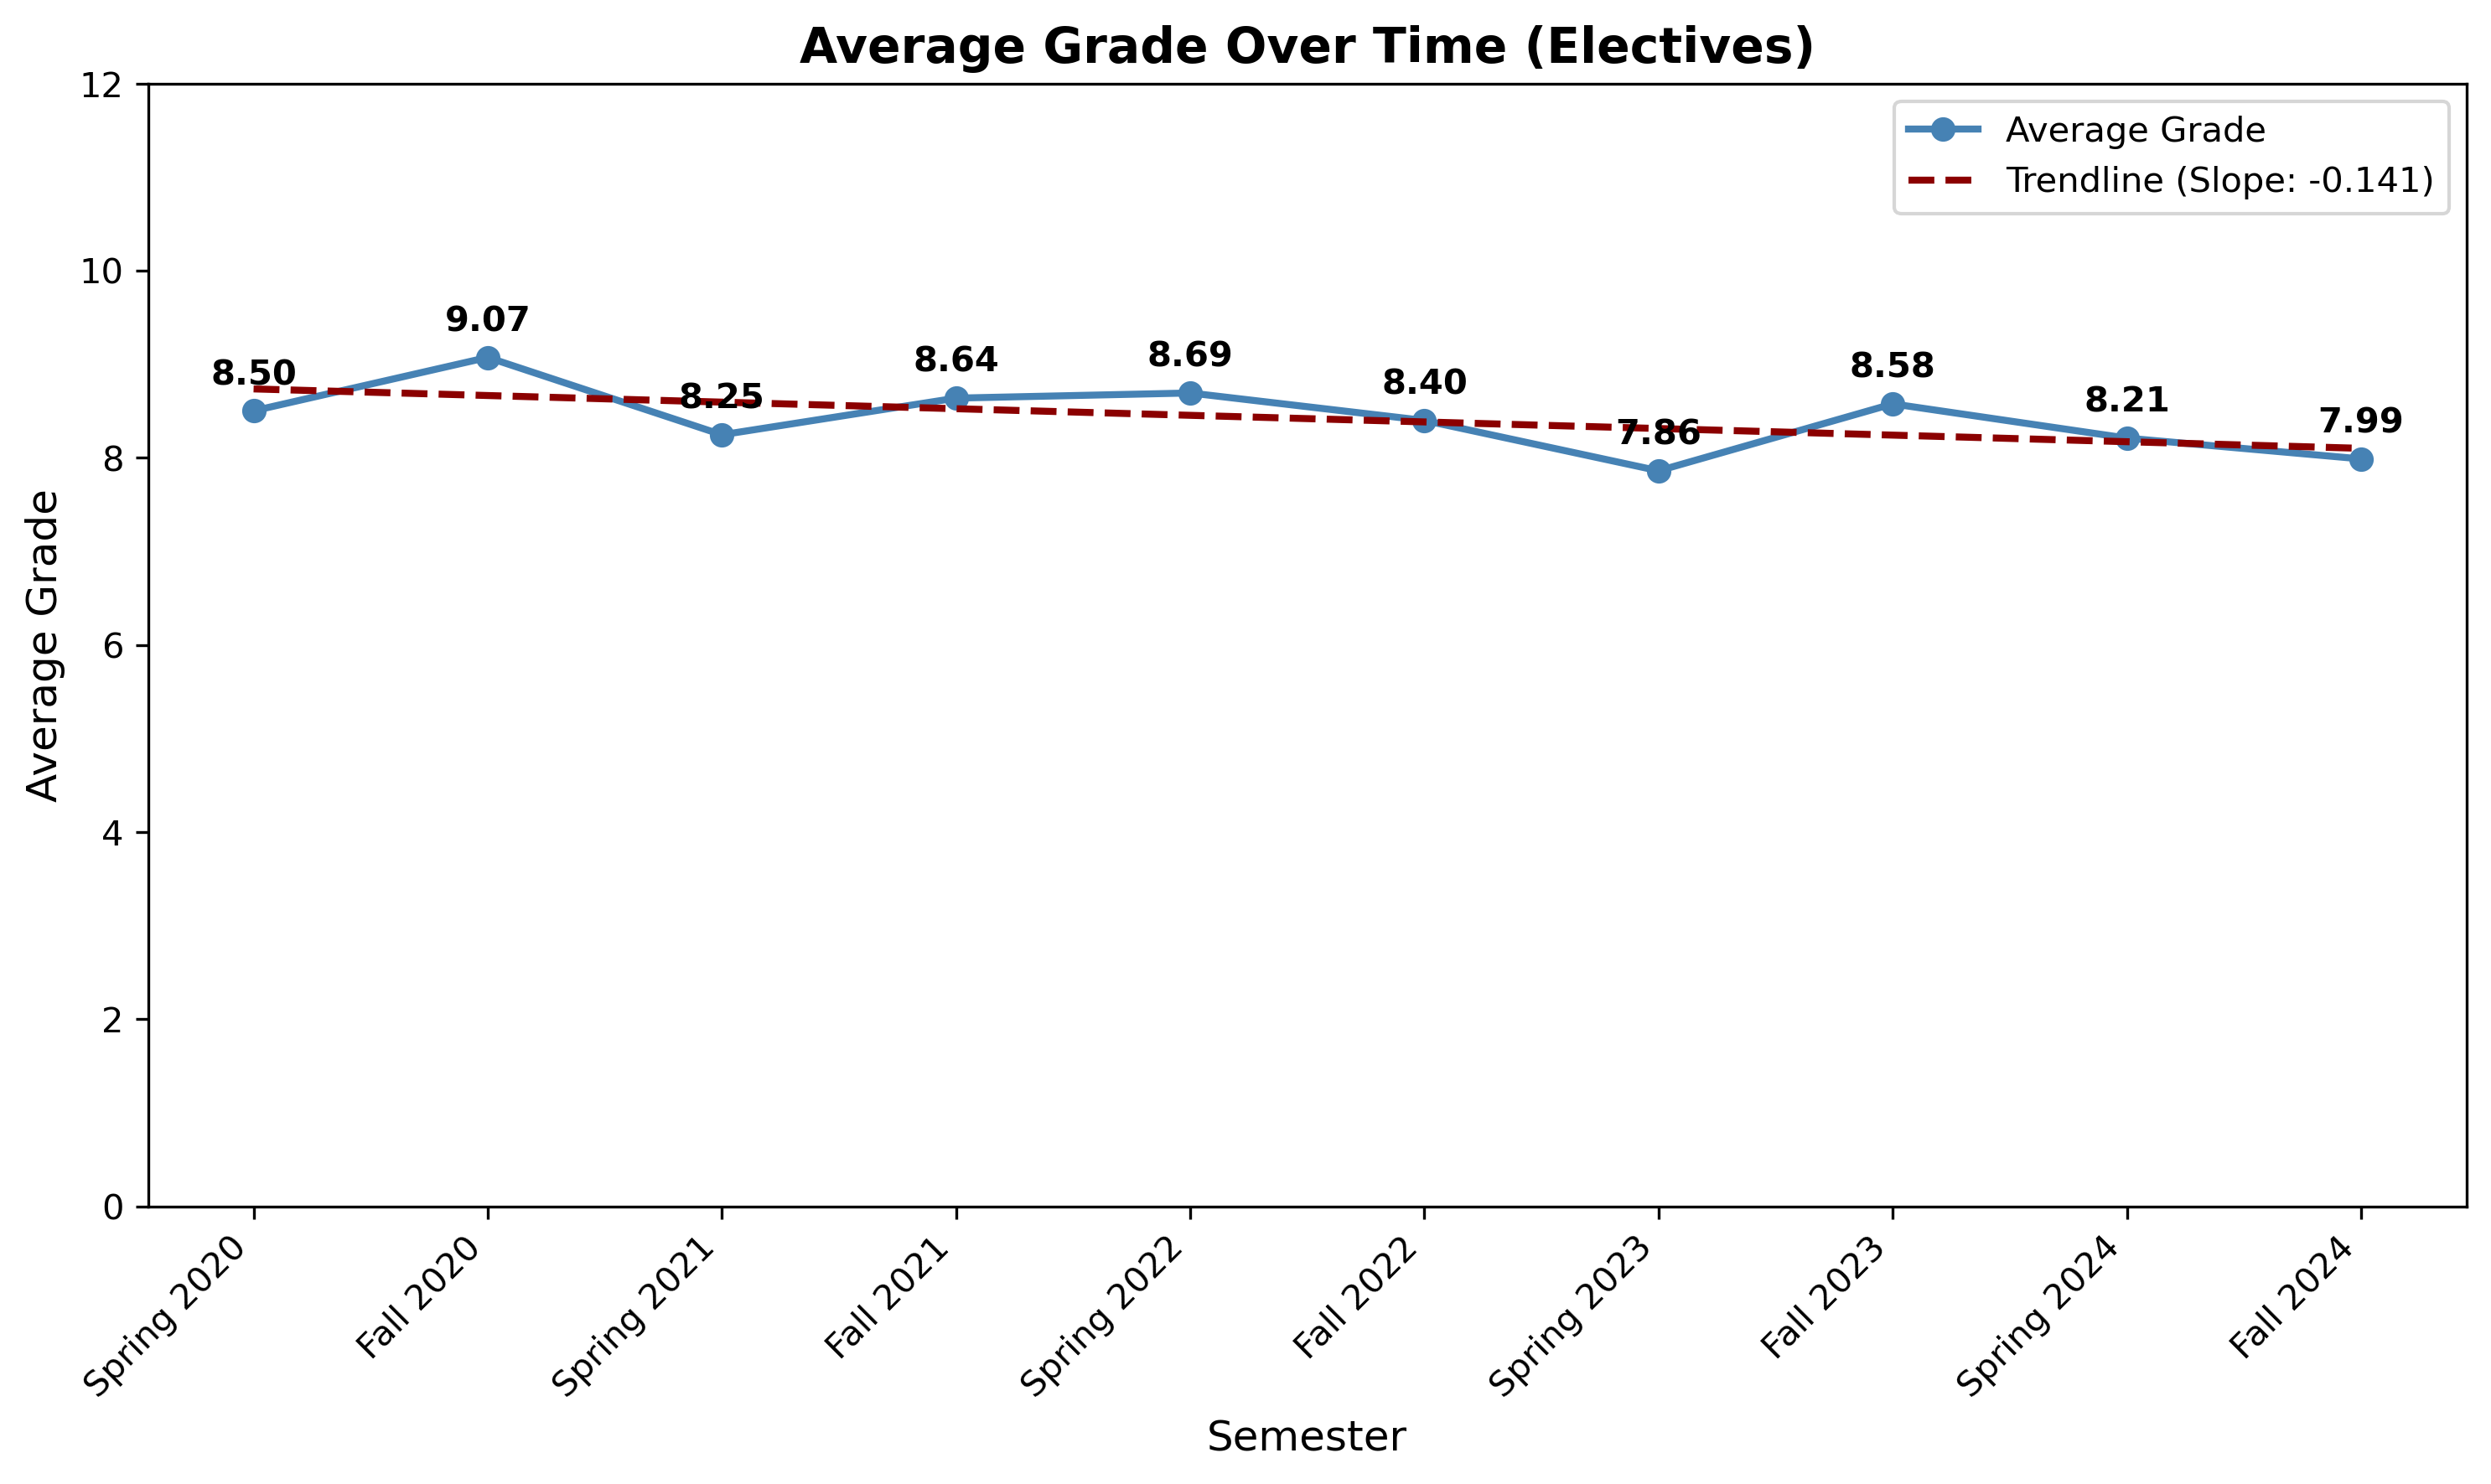 Average Grade Over Time (Electives)
Average Grade
Trendline (Slope: -0.141)
Average Grade
12
10
8
6
4
2
0
8.50
9.07
8.25
8.64
8.69
8.40
7.86
8.58
8.21
7.99
Spring 2020
Fall 2020
Spring 2021
Fall 2021
Spring 2022
Fall 2022
Spring 2023
Fall 2023
Spring 2024
Fall 2024
Semester